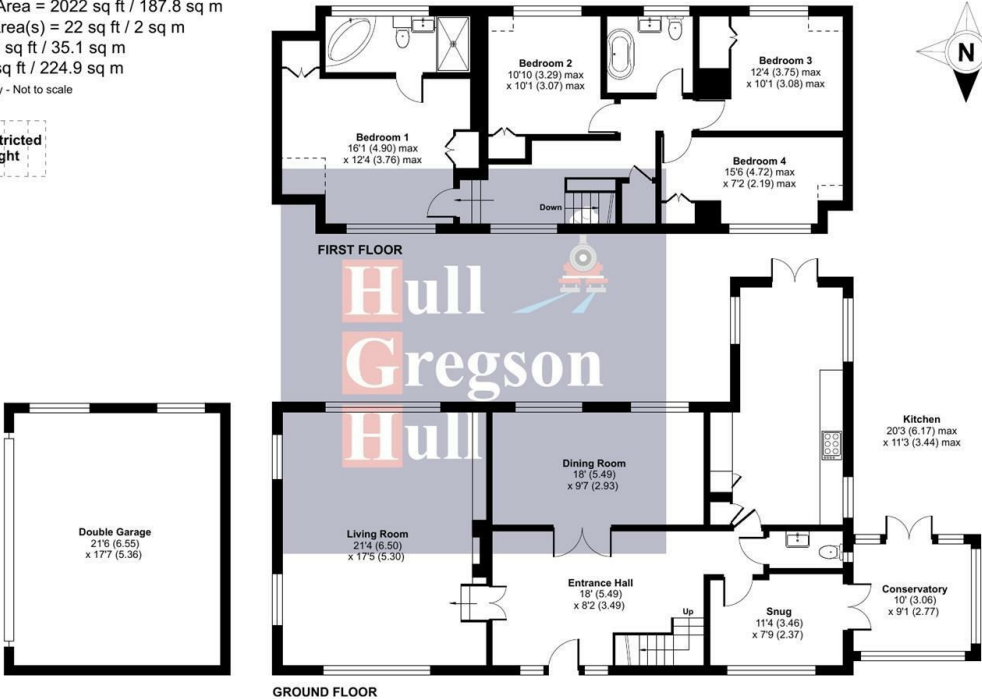 Area = 2022 sq ft / 187.8 sq m
rea(s) = 22 sq ft / 2 sq m
sq ft / 35.1 sq m
sq ft / 224.9 sq m
y - Not to scale
tricted
ght
N
Bedroom 2
10'10 (3.29) max
x 10'1 (3.07) max
Bedroom 3
12'4 (3.75) max
x 10'1 (3.08) max
Bedroom 1
16'1 (4.90) max
x 12'4 (3.76) max
Bedroom 4
15'6 (4.72) max
x 7'2 (2.19) max
Down
FIRST FLOOR
Hull
Gregson
Hull
Kitchen
20'3 (6.17) max
x 11'3 (3.44) max
Dining Room
18' (5.49)
x 9'7 (2.93)
Double Garage
21'6 (6.55)
x 17'7 (5.36)
Living Room
21'4 (6.50)
x 17'5 (5.30)
Entrance Hall
18' (5.49)
x 8'2 (3.49)
Up
Snug
11'4 (3.46)
x 7'9 (2.37)
Conservatory
10' (3.06)
x 9'1 (2.77)
GROUND FLOOR